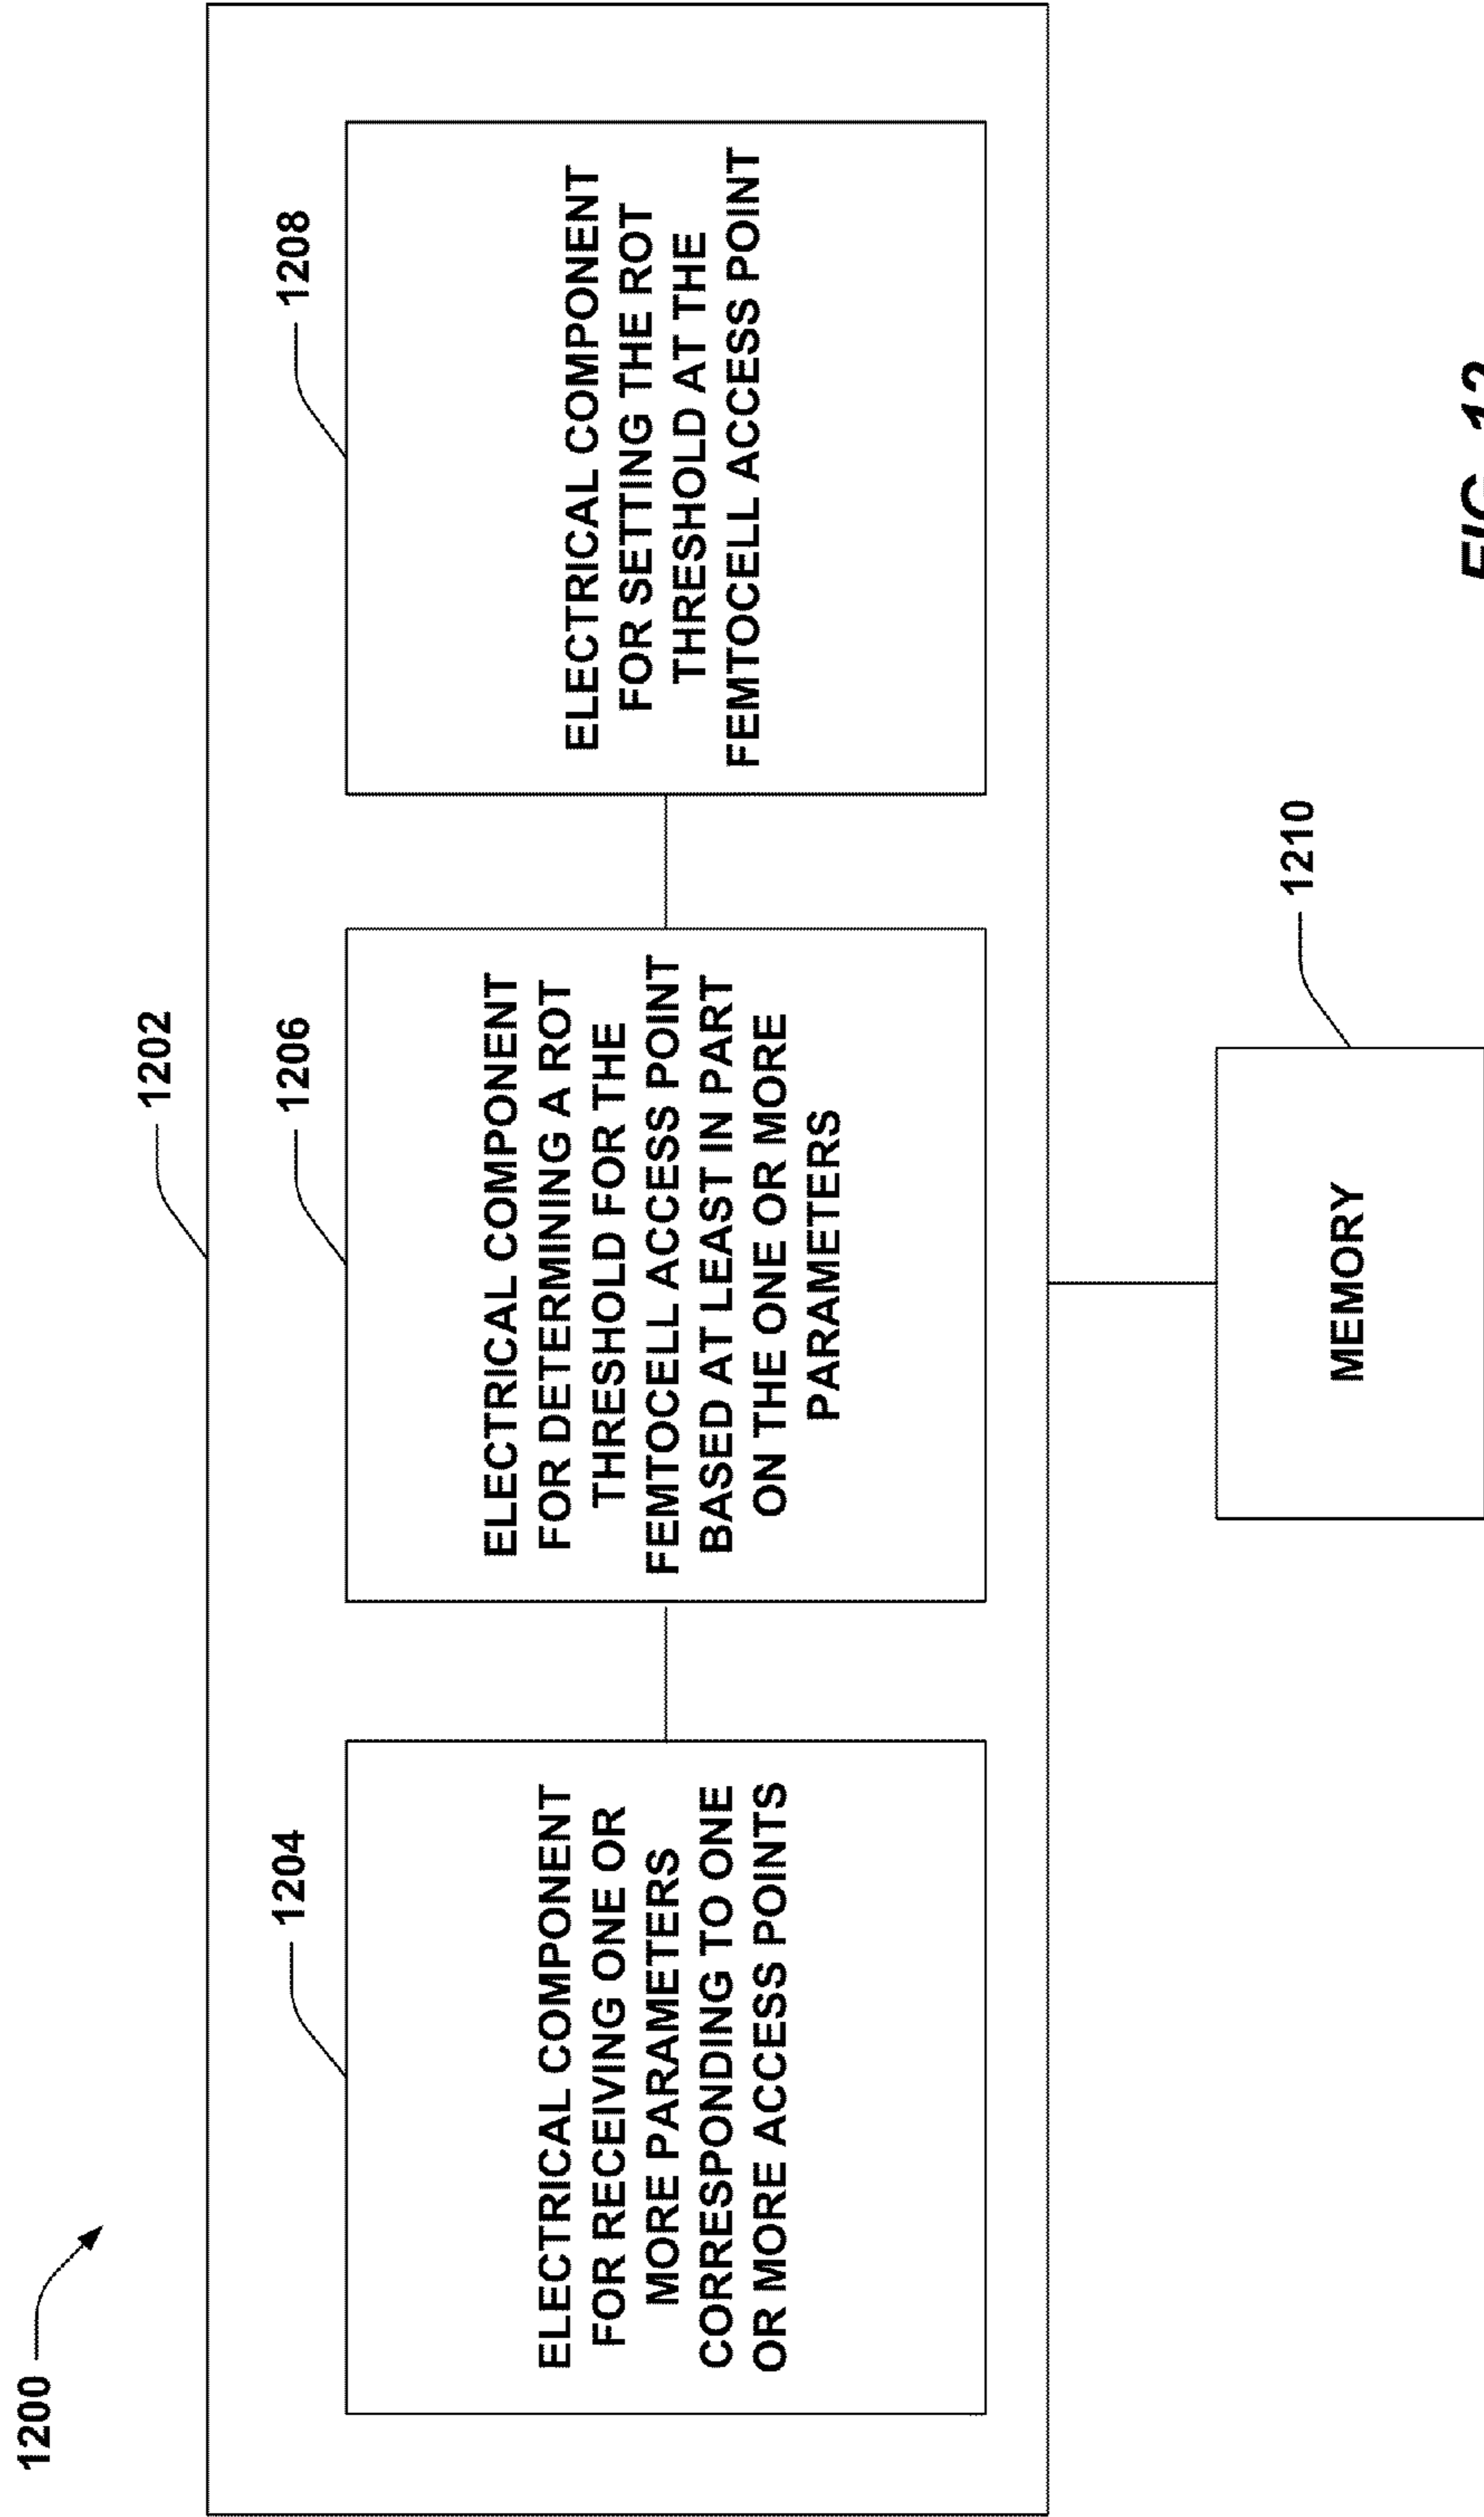 1200
1202
1204
ELECTRICAL COMPONENT
FOR RECEIVING ONE OR
MORE PARAMETERS
CORRESPONDING TO ONE
OR MORE ACCESS POINTS
1206
ELECTRICAL COMPONENT
FOR DETERMINING A ROT
THRESHOLD FOR THE
FEMTOCELL ACCESS POINT
BASED AT LEAST IN PART
ON THE ONE OR MORE
PARAMETERS
1208
ELECTRICAL COMPONENT
FOR SETTING THE ROT
THRESHOLD AT THE
FEMTOCELL ACCESS POINT
1210
MEMORY
FIG. 12